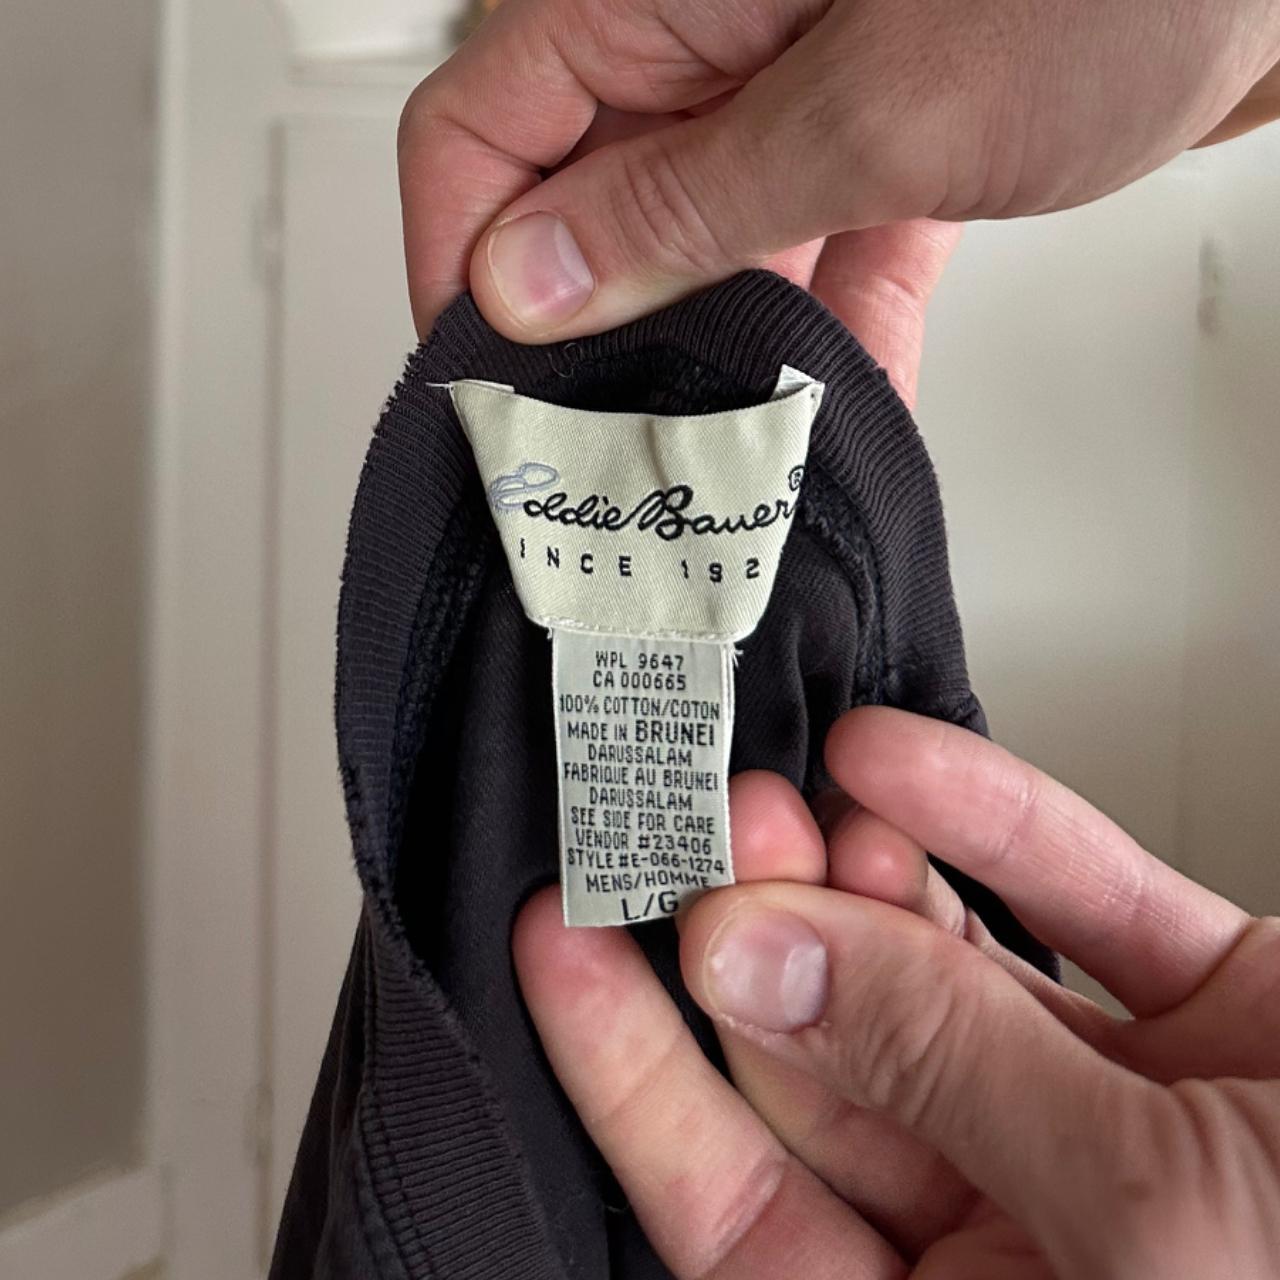 Eddie Bauer®
INCE 192
WPL 9647
CA 000665
100% COTTON/COTON
MADE IN BRUNEI
DARUSSALAM
FABRIQUE AU BRUNEI
DARUSSALAM
SEE SIDE FOR CARE
VENDOR #23406
STYLE #E-066-1274
MENS/HOMME
L/G